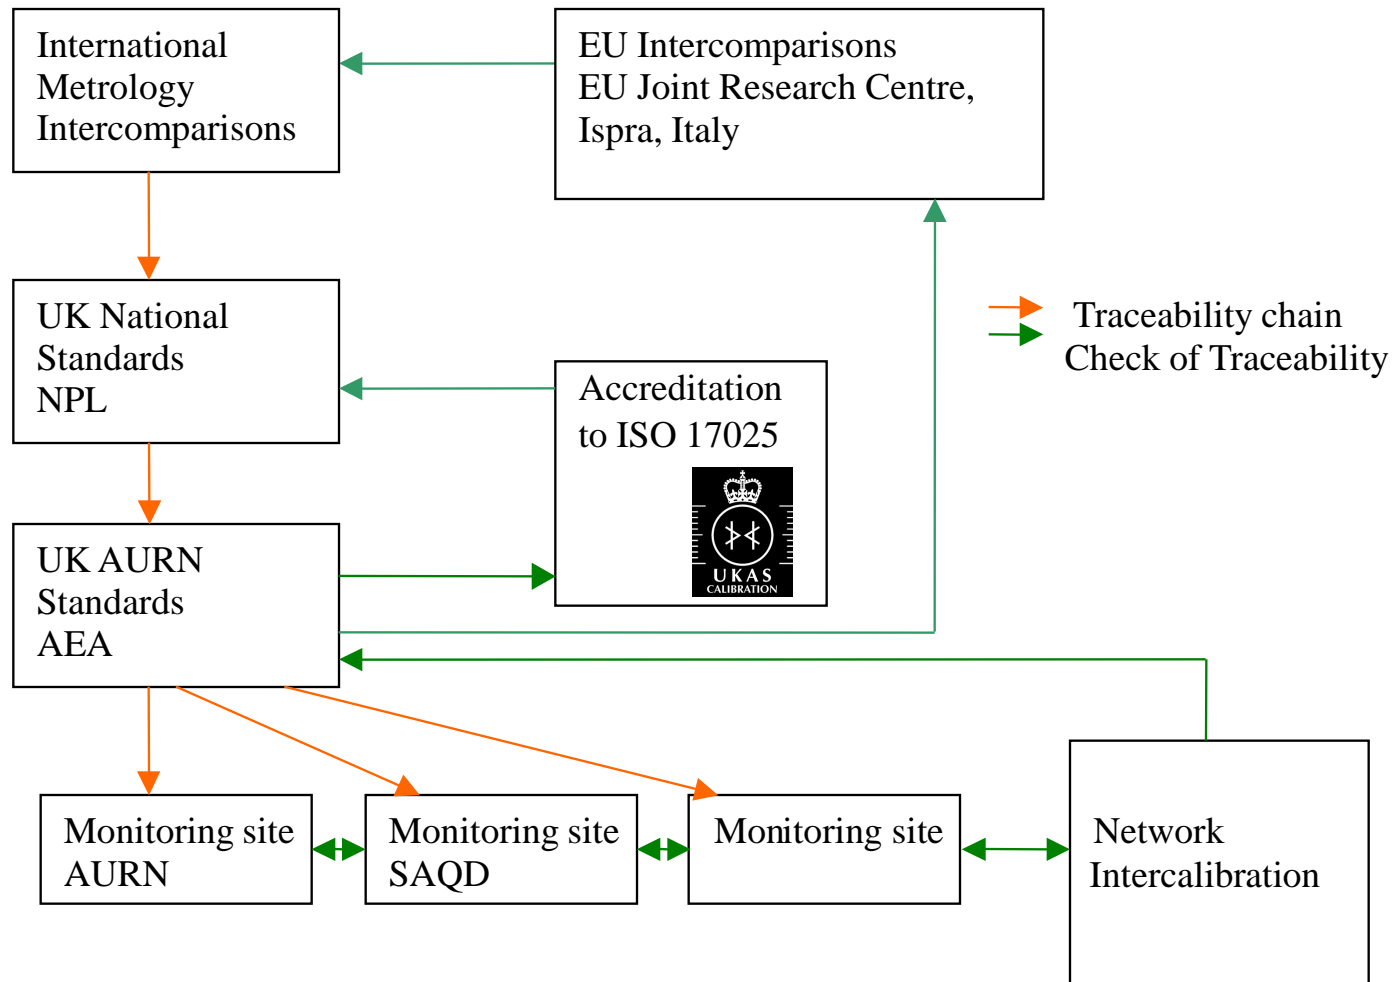 International
Metrology
Intercomparisons
EU Intercomparisons
EU Joint Research Centre,
Ispra, Italy
UK National
Standards
NPL
Traceability chain
Check of Traceability
Accreditation
to ISO 17025
UKAS
CALIBRATION
UK AURN
Standards
AEA
Monitoring site
AURN
Monitoring site
SAQD
Monitoring site
Network
Intercalibration